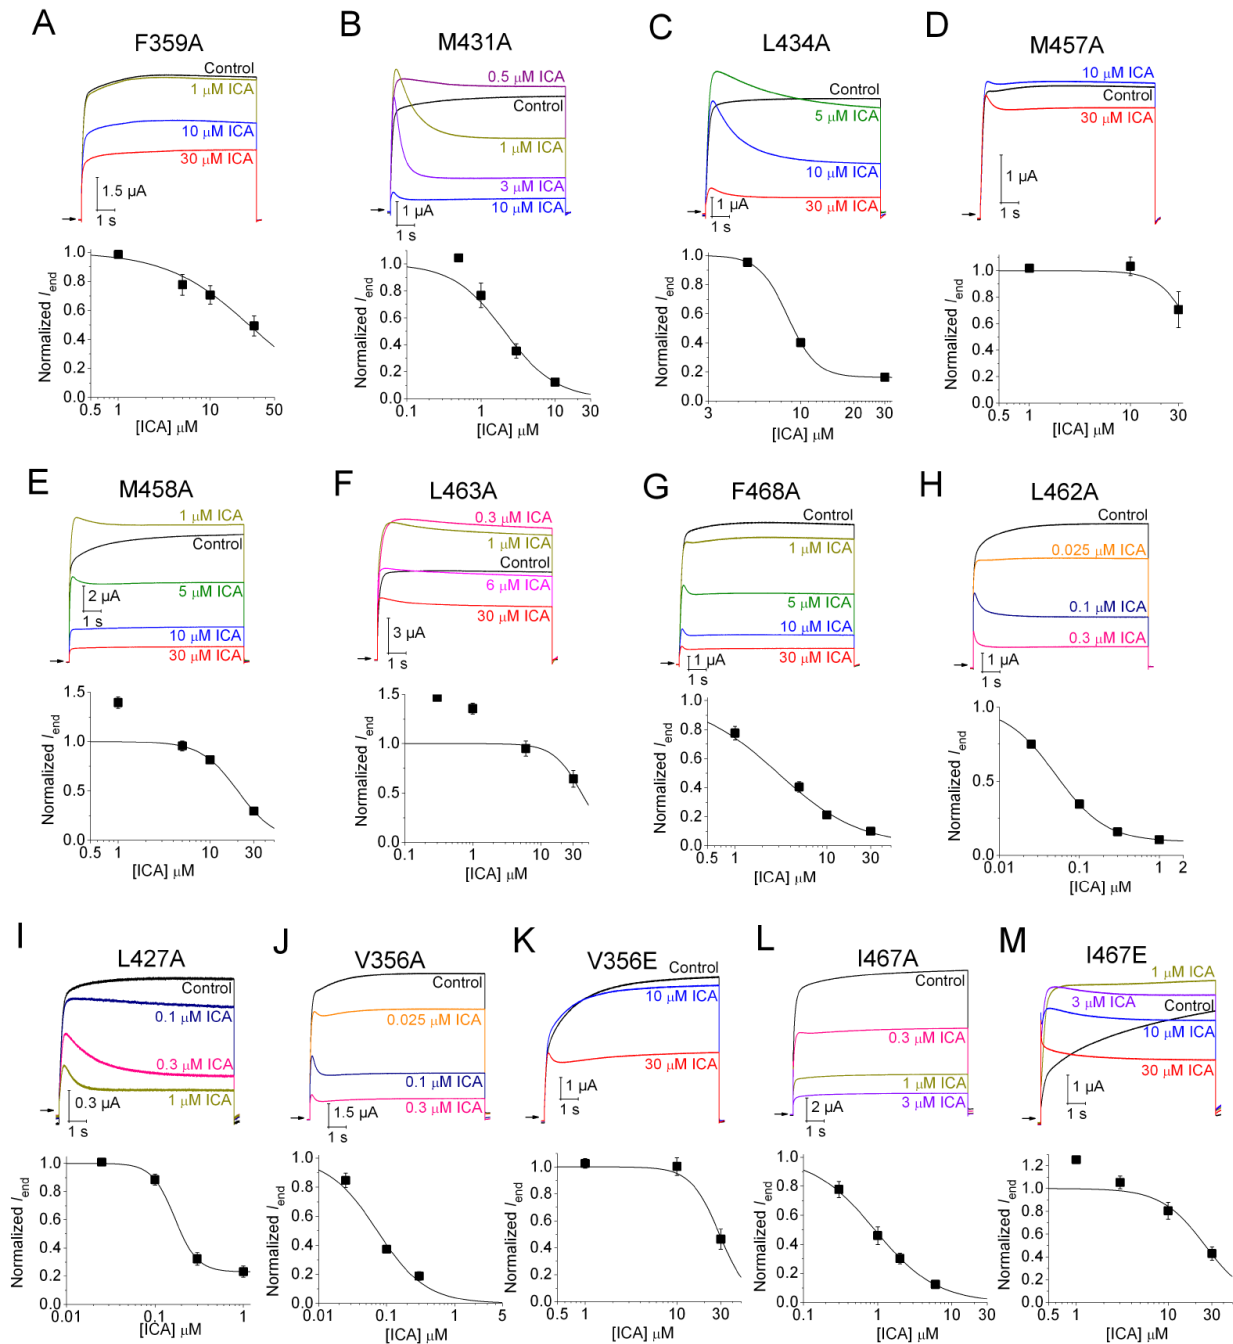 A
F359A
Control
1 μM ICA
10 μM ICA
30 μM ICA
1.5 μA
1 s
Normalized Iend
1.0
0.8
0.6
0.4
0.2
0.0
0.5 1 10 50
[ICA] μM
B
M431A
0.5 μM ICA
Control
1 μM ICA
3 μM ICA
10 μM ICA
1 μA
1 s
Normalized Iend
1.0
0.8
0.6
0.4
0.2
0.0
0.1 1 10 30
[ICA] μM
C
L434A
Control
5 μM ICA
10 μM ICA
30 μM ICA
1 μA
1 s
Normalized Iend
1.0
0.8
0.6
0.4
0.2
0.0
3 10 20 30
[ICA] μM
D
M457A
10 μM ICA
Control
30 μM ICA
1 μA
1 s
Normalized Iend
1.0
0.8
0.6
0.4
0.2
0.0
0.5 1 10 30
[ICA] μM
E
M458A
1 μM ICA
Control
5 μM ICA
2 μA
1 s
10 μM ICA
30 μM ICA
Normalized Iend
1.5
1.0
0.5
0.0
0.5 1 10 30
[ICA] μM
F
L463A
0.3 μM ICA
1 μM ICA
Control
6 μM ICA
30 μM ICA
3 μA
1 s
Normalized Iend
1.5
1.0
0.5
0.0
0.1 1 10 30
[ICA] μM
G
F468A
Control
1 μM ICA
5 μM ICA
10 μM ICA
30 μM ICA
1 μA
1 s
Normalized Iend
0.8
0.6
0.4
0.2
0.0
0.5 1 10 30
[ICA] μM
H
L462A
Control
0.025 μM ICA
0.1 μM ICA
0.3 μM ICA
1 μA
1 s
Normalized Iend
1.0
0.5
0.0
0.01 0.1 1 2
[ICA] μM
I
L427A
Control
0.1 μM ICA
0.3 μM ICA
1 μM ICA
0.3 μA
1 s
Normalized Iend
1.0
0.8
0.6
0.4
0.2
0.0
0.01 0.1 1
[ICA] μM
J
V356A
Control
0.025 μM ICA
0.1 μM ICA
0.3 μM ICA
1.5 μA
1 s
Normalized Iend
1.0
0.8
0.6
0.4
0.2
0.0
0.01 0.1 1 5
[ICA] μM
K
V356E
Control
10 μM ICA
30 μM ICA
1 μA
1 s
Normalized Iend
1.0
0.8
0.6
0.4
0.2
0.0
0.5 1 10 30
[ICA] μM
L
I467A
Control
0.3 μM ICA
1 μM ICA
3 μM ICA
2 μA
1 s
Normalized Iend
1.0
0.8
0.6
0.4
0.2
0.0
0.1 1 10 30
[ICA] μM
M
I467E
1 μM ICA
3 μM ICA
Control
10 μM ICA
30 μM ICA
1 μA
1 s
Normalized Iend
1.2
1.0
0.8
0.6
0.4
0.2
0.0
0.5 1 10 30
[ICA] μM